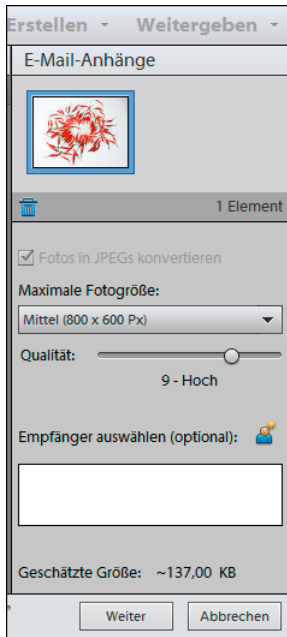 Erstellen Weitergeben
E-Mail-Anhänge
1 Element
Fotos in JPEGs konvertieren
Maximale Fotogröße:
Mittel (800 x 600 Px)
Qualität:
9 - Hoch
Empfänger auswählen (optional):
Geschätzte Größe: ~137,00 KB
Weiter Abbrechen